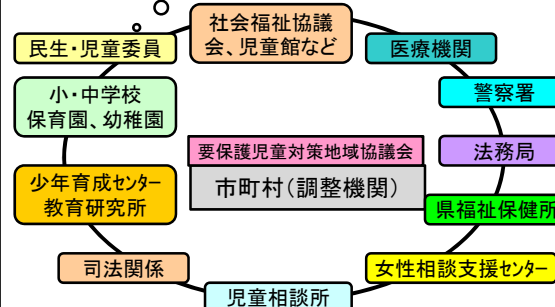 社会福祉協議
会、児童館など
民生・児童委員
医療機関
小・中学校
保育園、幼稚園
警察署
要保護児童対策地域協議会
市町村（調整機関）
法務局
少年育成センター
教育研究所
県福祉保健所
司法関係
女性相談支援センター
児童相談所